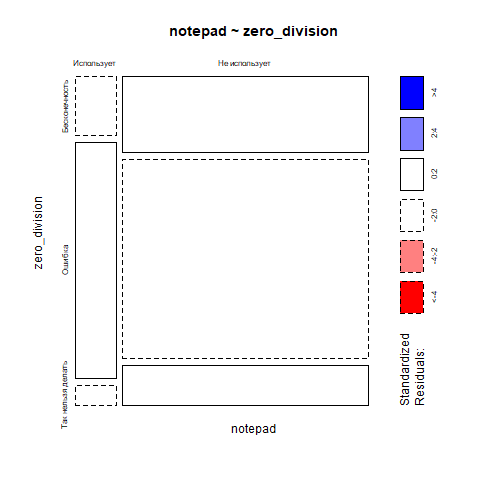 notepad ~ zero_division
Использует
Не использует
Бесконечность
Ошибка
Так нельзя делать
zero_division
notepad
>4
2:4
0:2
-2:0
-4:-2
<-4
Standardized
Residuals: